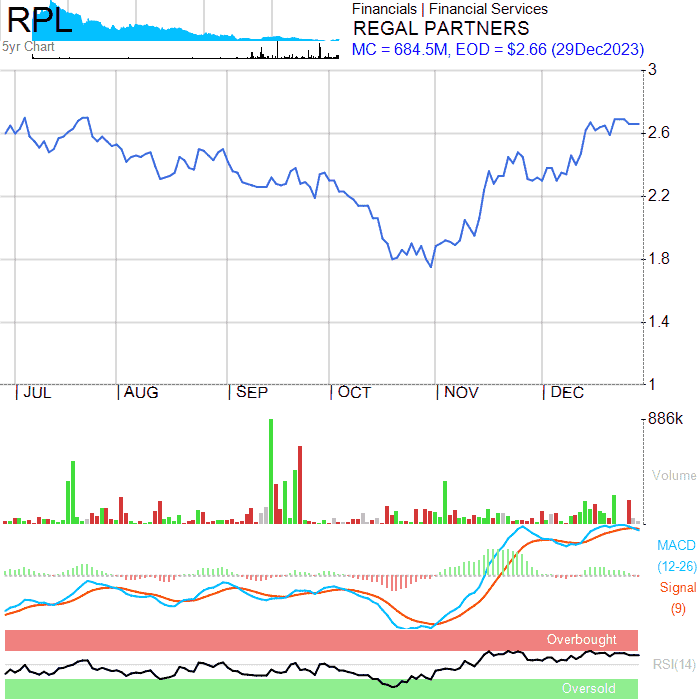 RPL
5yr Chart
Financials | Financial Services
REGAL PARTNERS
MC = 684.5M, EOD = $2.66 (29Dec2023)
3
2.6
2.2
1.8
1.4
1
JUL AUG SEP OCT NOV DEC
886k
Volume
MACD
(12-26)
Signal
(9)
Overbought
RSI(14)
Oversold